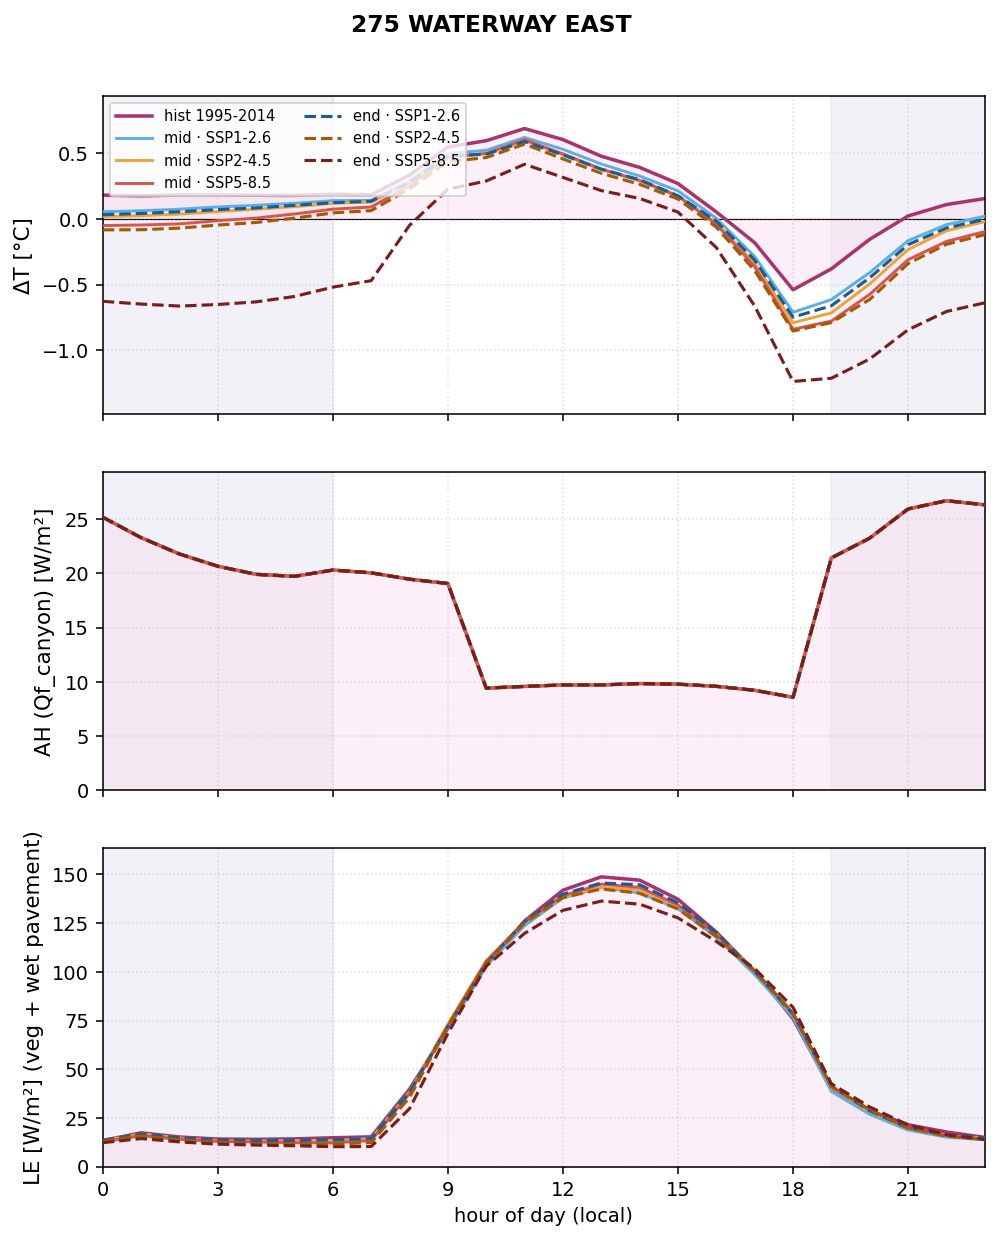 275 WATERWAY EAST
hist 1995-2014
mid · SSP1-2.6
mid · SSP2-4.5
mid · SSP5-8.5
end · SSP1-2.6
end · SSP2-4.5
end · SSP5-8.5
ΔT [°C]
0.5
0.0
−0.5
−1.0
AH (Qf_canyon) [W/m²]
25
20
15
10
5
0
LE [W/m²] (veg + wet pavement)
150
125
100
75
50
25
0
0 3 6 9 12 15 18 21
hour of day (local)